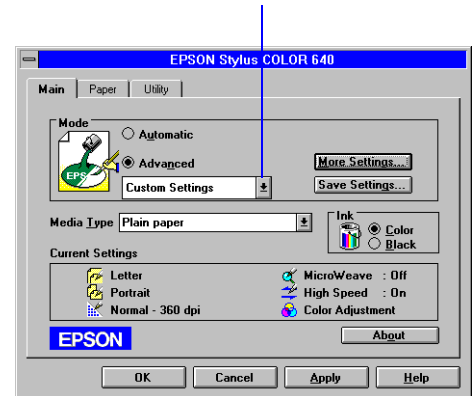 EPSON Stylus COLOR 640
Main Paper Utility
Mode
Automatic
EPS
Advanced
More Settings...
Custom Settings
Save Settings...
Media Type Plain paper
Ink
Color
Black
Current Settings
Letter
MicroWeave : Off
Portrait
High Speed : On
Normal - 360 dpi
Color Adjustment
EPSON
About
OK Cancel Apply Help